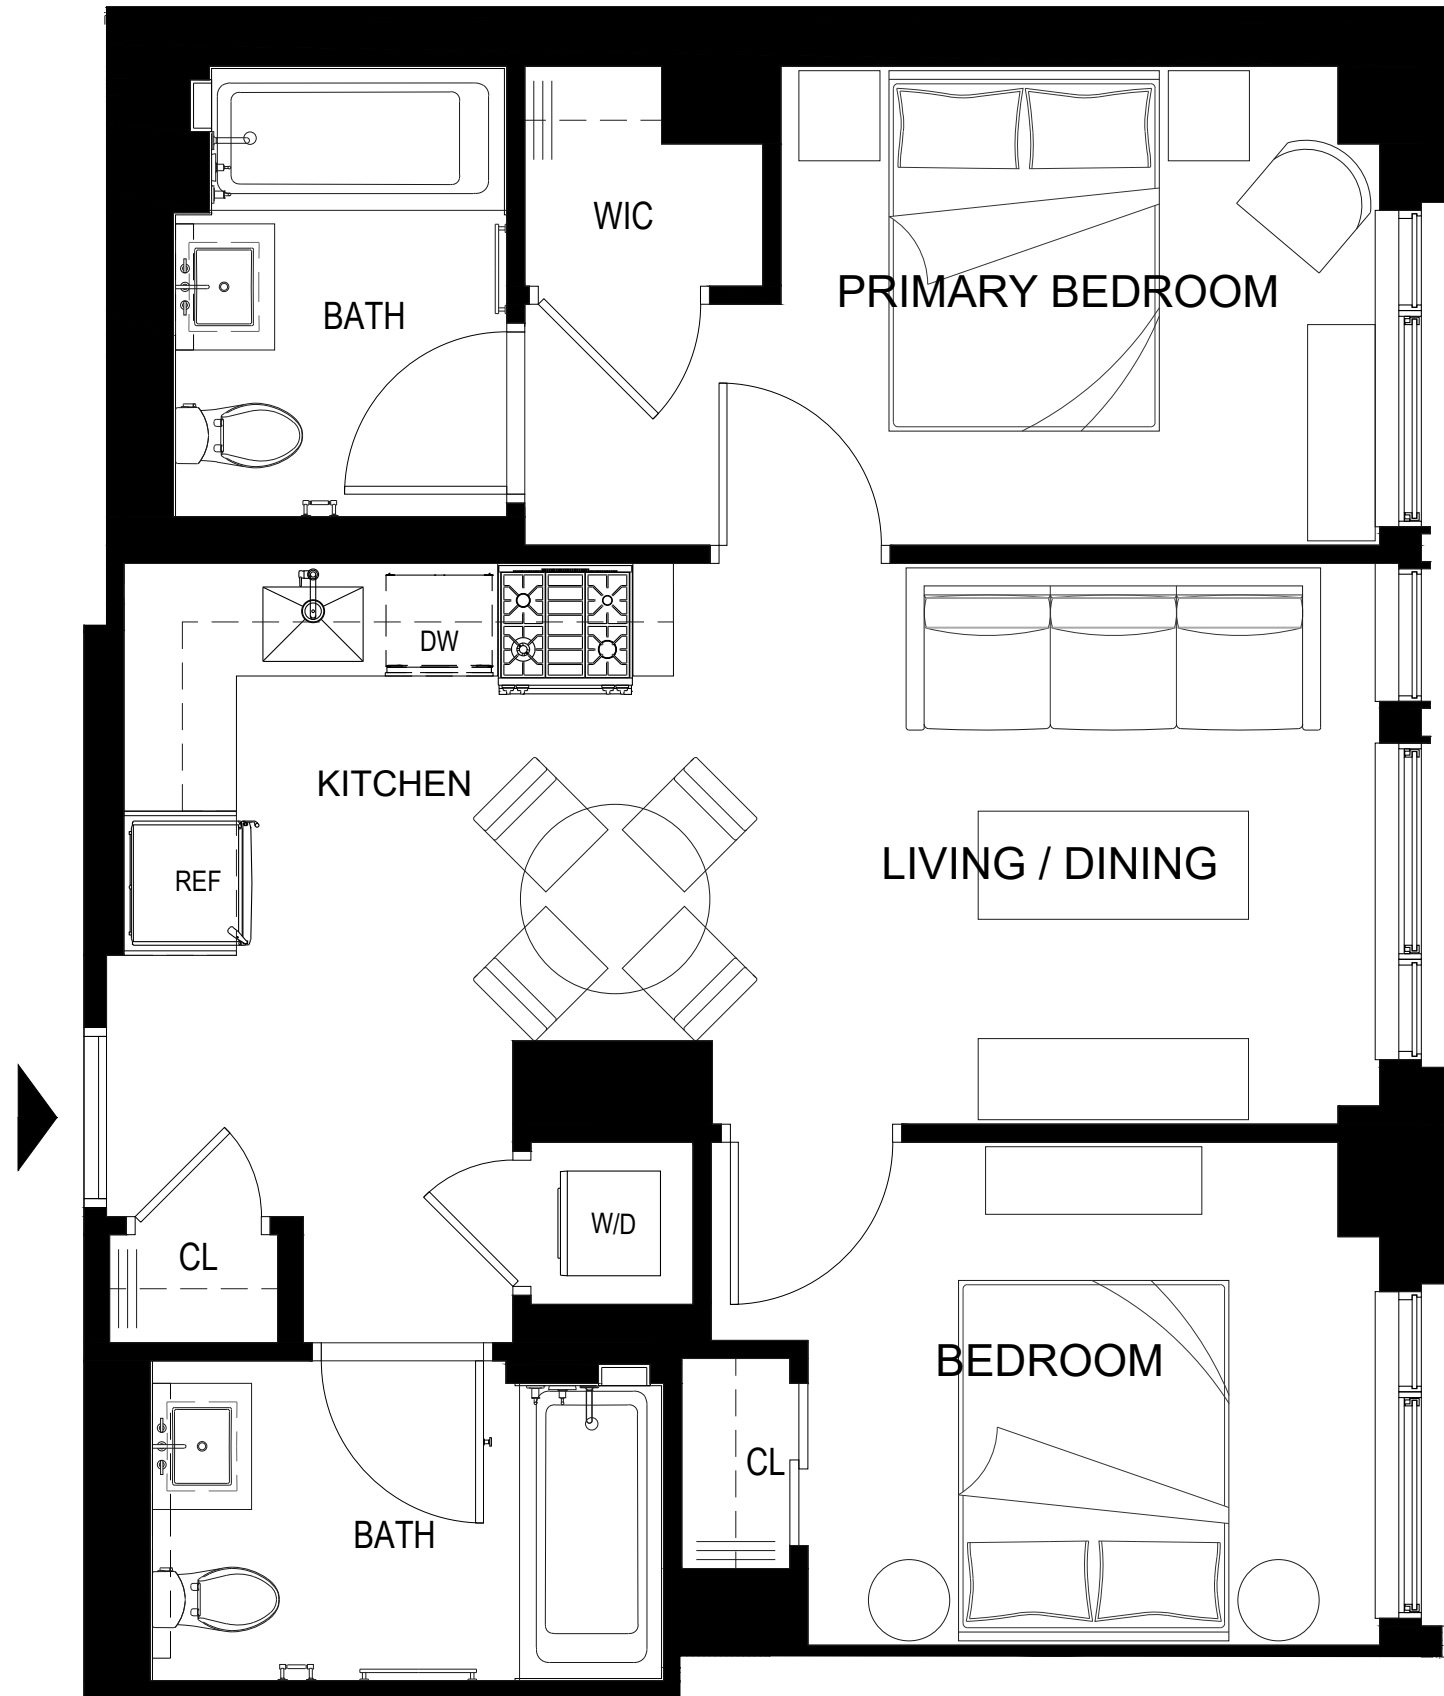 WIC
PRIMARY BEDROOM
BATH
DW
KITCHEN
LIVING / DINING
REF
W/D
CL
BEDROOM
CL
BATH